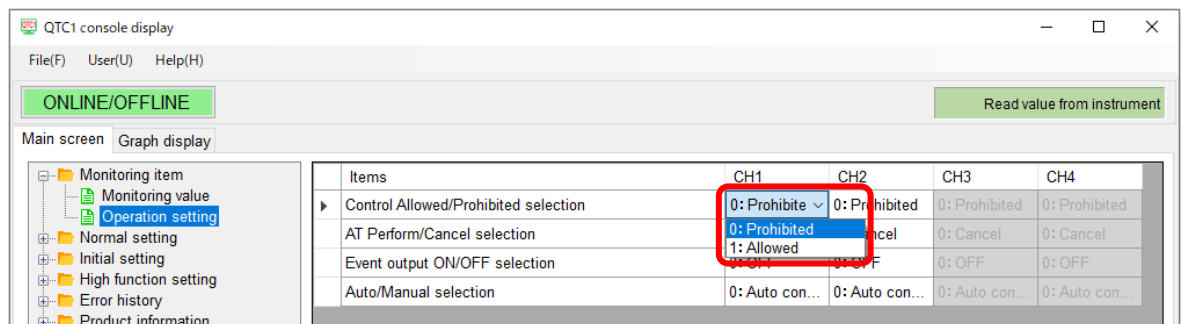 QTC1 console display
File(F) User(U) Help(H)
ONLINE/OFFLINE Read value from instrument
Main screen Graph display
Monitoring item
Monitoring value
Operation setting
Normal setting
Initial setting
High function setting
Error history
Product information
Items CH1 CH2 CH3 CH4
Control Allowed/Prohibited selection 0: Prohibite 0: Prohibited 0: Prohibited 0: Prohibited
0: Prohibited
1: Allowed
AT Perform/Cancel selection 0: Cancel 0: Cancel
Event output ON/OFF selection 0: OFF 0: OFF 0: OFF 0: OFF
Auto/Manual selection 0: Auto con... 0: Auto con... 0: Auto con... 0: Auto con...